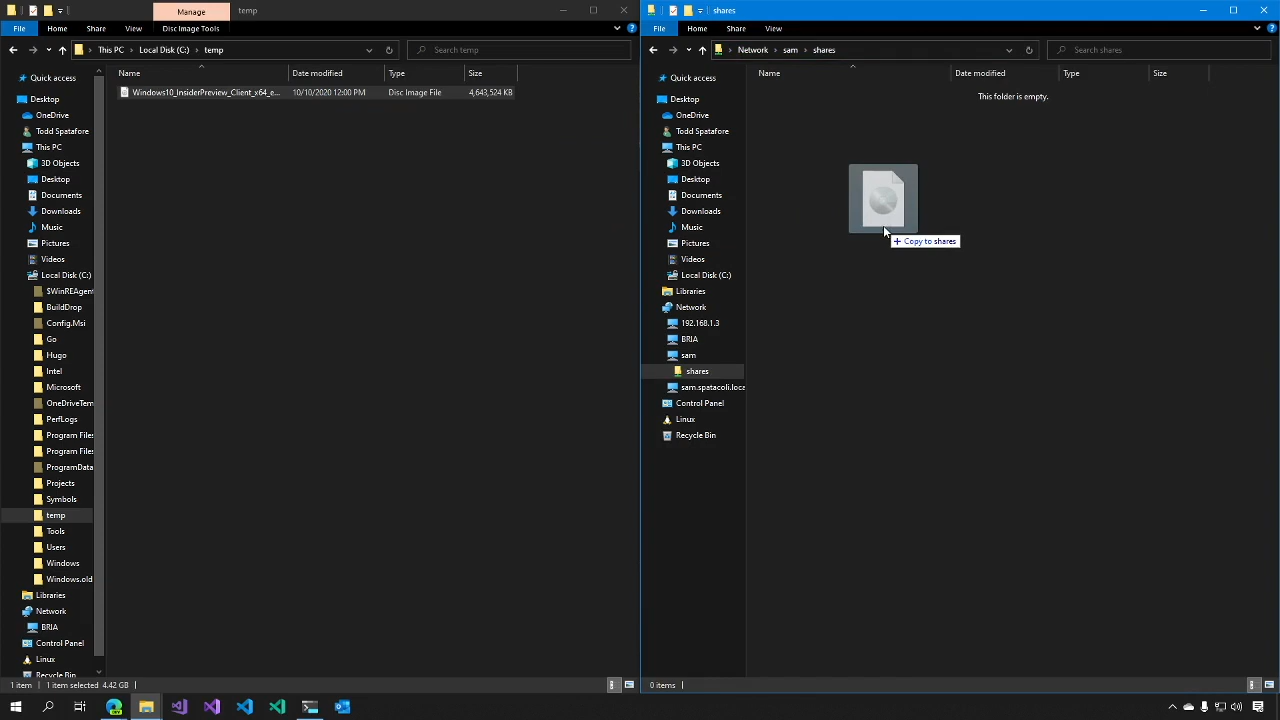 Manage
temp
File
Home
Share
View
Disc Image Tools
This PC
Local Disk (C:)
temp
Search temp
Name
Date modified
Type
Size
Windows10_InsiderPreview_Client_x64_e...
10/10/2020 12:00 PM
Disc Image File
4,643,524 KB
Quick access
Desktop
OneDrive
Todd Spatafore
This PC
3D Objects
Desktop
Documents
Downloads
Music
Pictures
Videos
Local Disk (C:)
$WinREAgent
BuildDrop
Config.Msi
Go
Hugo
Intel
Microsoft
OneDriveTem
PerfLogs
Program Files
Program Files
ProgramData
Projects
Symbols
temp
Tools
Users
Windows
Windows.old
Libraries
Network
BRIA
Control Panel
Linux
Recycle Bin
1 item
1 item selected 4.42 GB
shares
File
Home
Share
View
Network
sam
shares
Search shares
Name
Date modified
Type
Size
This folder is empty.
+ Copy to shares
Quick access
Desktop
OneDrive
Todd Spatafore
This PC
3D Objects
Desktop
Documents
Downloads
Music
Pictures
Videos
Local Disk (C:)
Libraries
Network
192.168.1.3
BRIA
sam
shares
sam.spatacoli.loca
Control Panel
Linux
Recycle Bin
0 items